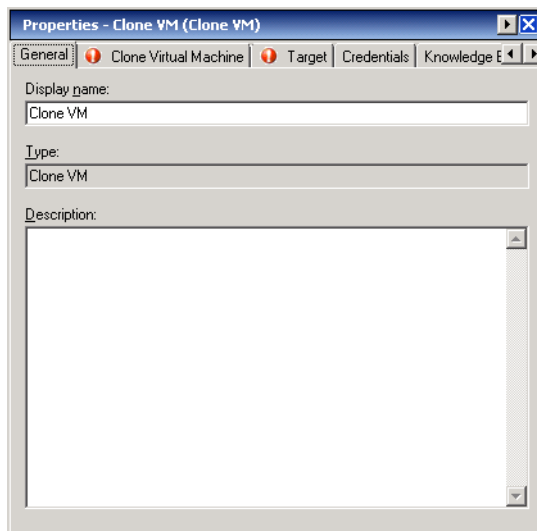 Properties - Clone VM (Clone VM)
General Clone Virtual Machine Target Credentials Knowledge
Display name:
Clone VM
Type:
Clone VM
Description: